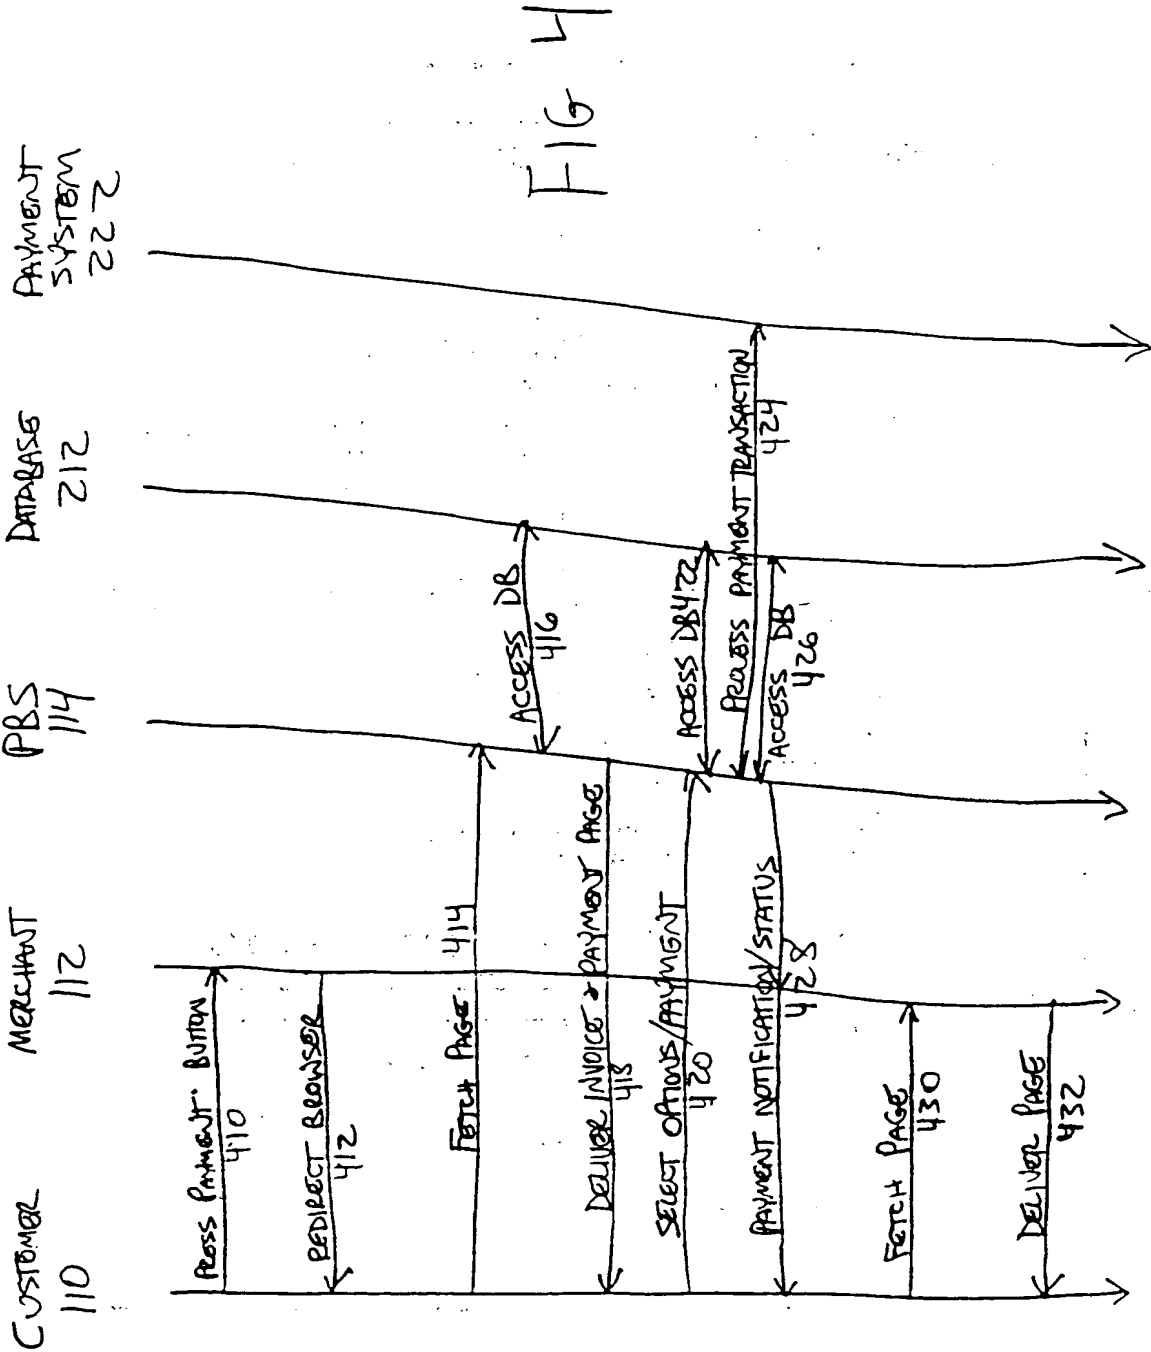 CUSTOMER
110
MERCHANT
112
PBS
114
DATABASE
212
PAYMENT
SYSTEM
222
PRESS PAYMENT BUTTON
410
REDIRECT BROWSER
412
FETCH PAGE 414
ACCESS DB
416
DELIVER INVOICE & PAYMENT PAGE
418
SELECT OPTIONS/PAYMENT
420
ACCESS DB 422
PROCESS PAYMENT TRANSACTION
424
ACCESS DB
426
PAYMENT NOTIFICATION/STATUS
428
FETCH PAGE
430
DELIVER PAGE
432
FIG 4